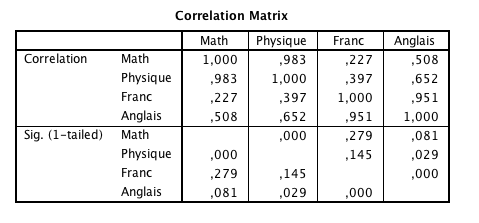 Correlation Matrix
Math Physique Franc Anglais
Correlation Math 1,000 ,983 ,227 ,508
Physique ,983 1,000 ,397 ,652
Franc ,227 ,397 1,000 ,951
Anglais ,508 ,652 ,951 1,000
Sig. (1-tailed) Math ,000 ,279 ,081
Physique ,000 ,145 ,029
Franc ,279 ,145 ,000
Anglais ,081 ,029 ,000